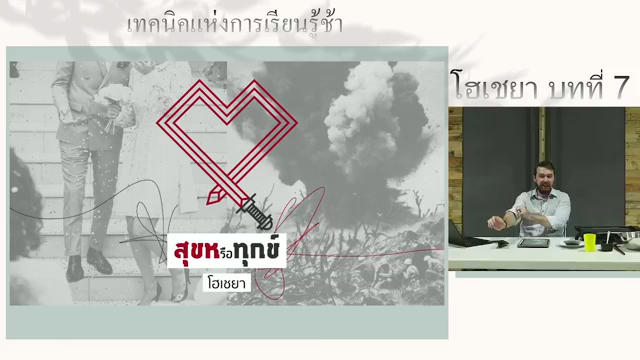 เทคนิคแห่งการเรียนรู้ช้า
โฮเชยา บทที่ 7
สุขหรือทุกข์
โฮเชยา